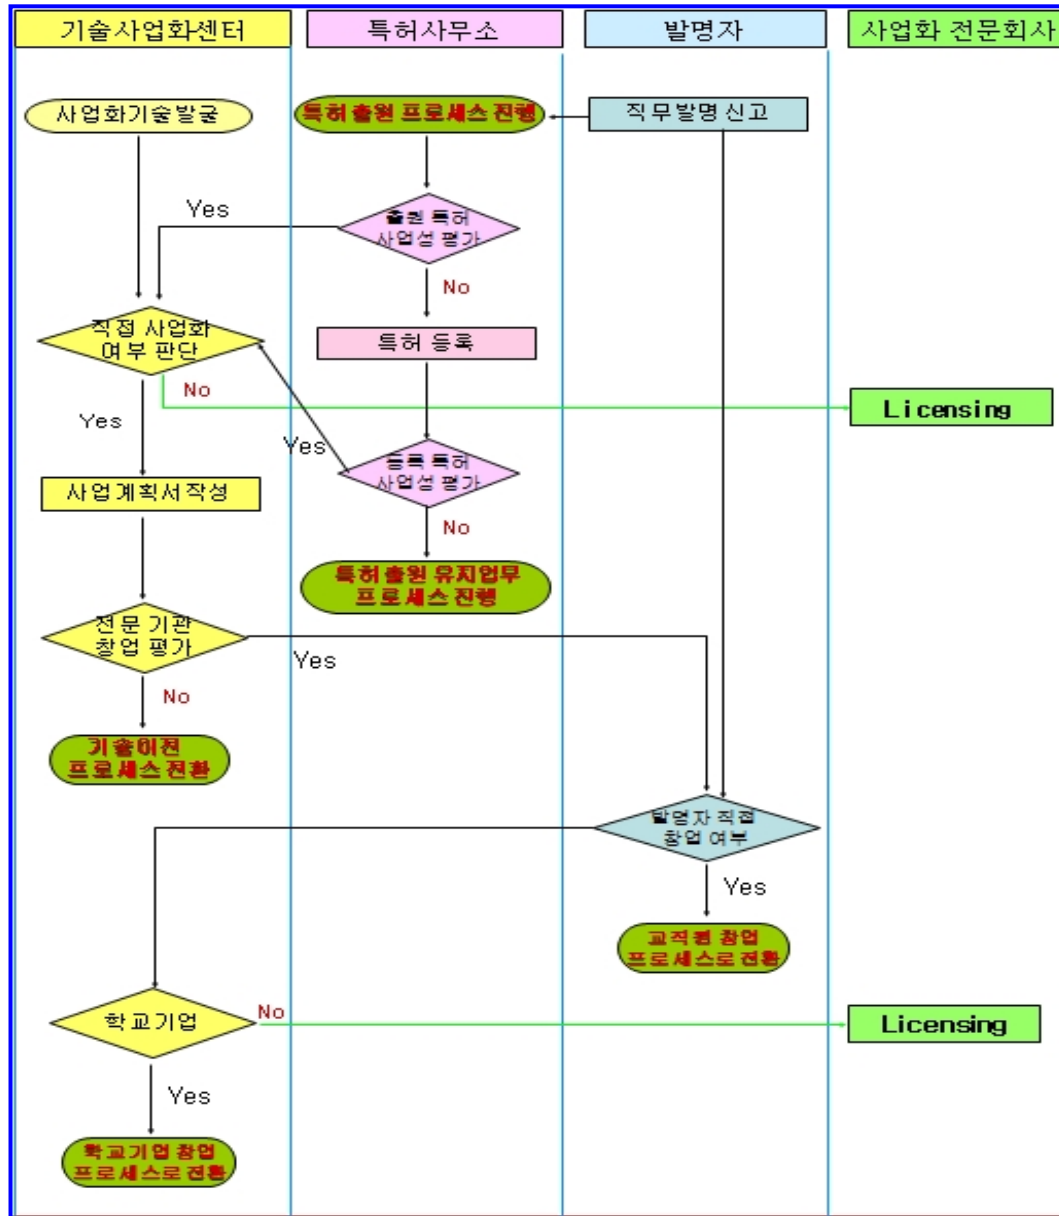 기술사업화센터
특허사무소
발명자
사업화 전문회사
사업화기술발굴
특허 출원 프로세스 진행
직무발명 신고
Yes
출원 특허
사업성 평가
No
직접 사업화
여부 판단
특허 등록
No
Licensing
Yes
Yes
등록 특허
사업성 평가
사업계획서작성
No
특허 출원 유지업무
프로세스 진행
전문 기관
창업 평가
Yes
No
기술이전
프로세스 전환
발명자 직접
창업 여부
Yes
교직원 창업
프로세스로 전환
학교기업
No
Licensing
Yes
학교기업 창업
프로세스로 전환